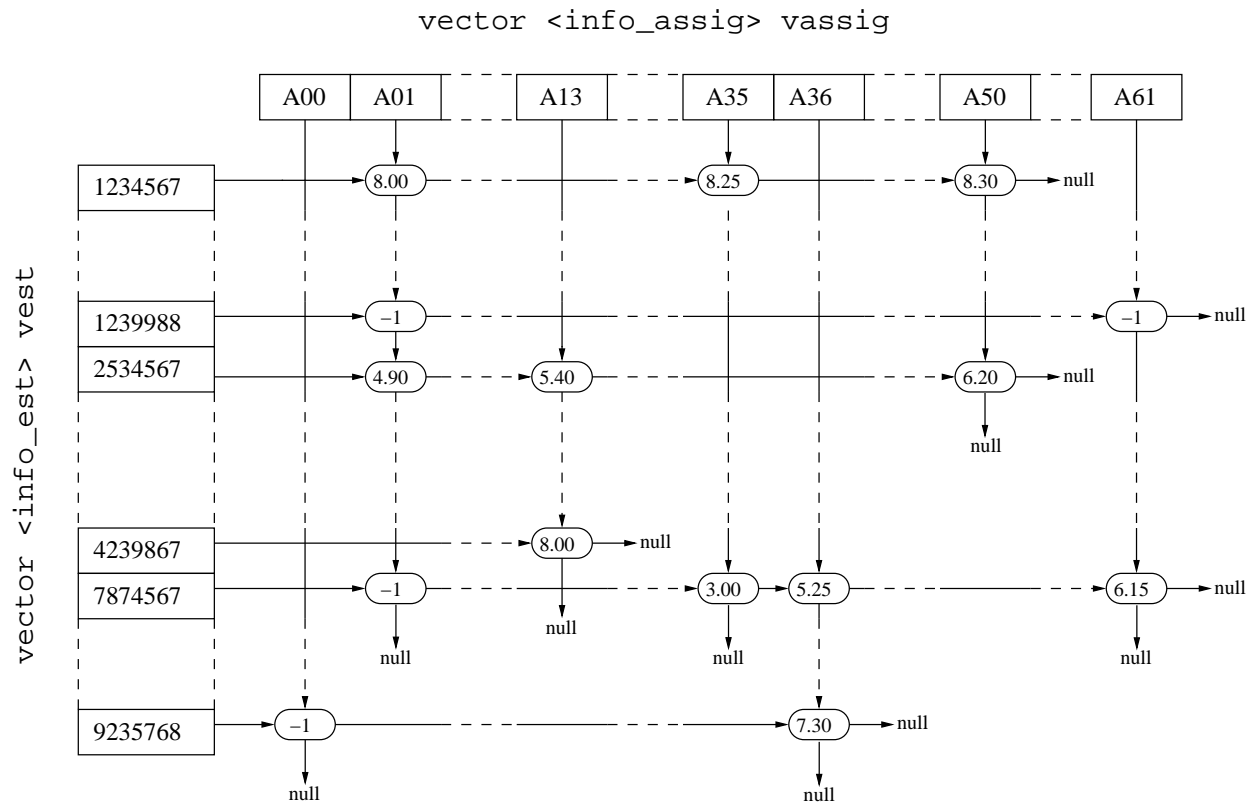 vector <info_assig> vassig
A00 A01 A13 A35 A36 A50 A61
1234567 8.00 8.25 8.30 null
vector <info_est> vest
1239988 −1 −1 null
2534567 4.90 5.40 6.20 null
null
4239867 8.00 null
7874567 −1 3.00 5.25 6.15 null
null
null null null
9235768 −1 7.30 null
null null